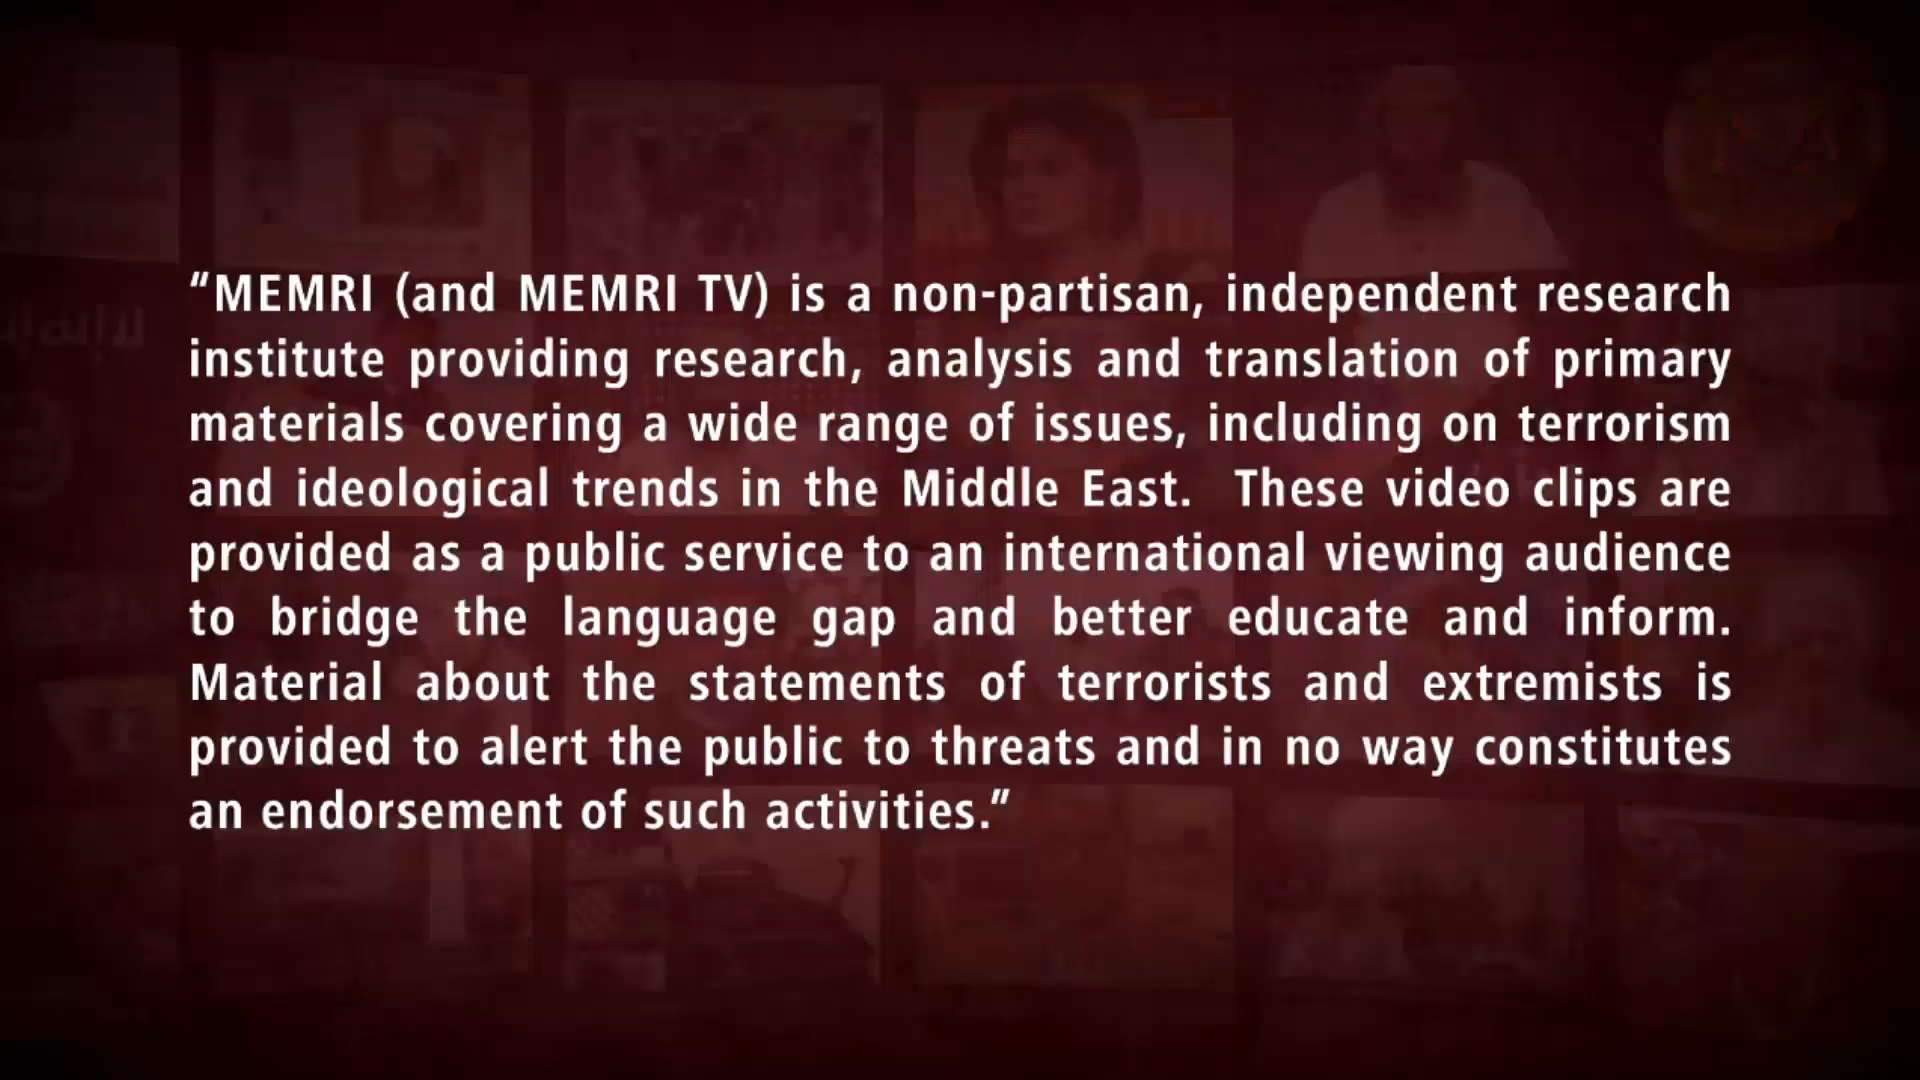 “MEMRI (and MEMRI TV) is a non-partisan, independent research
institute providing research, analysis and translation of primary
materials covering a wide range of issues, including on terrorism
and ideological trends in the Middle East.  These video clips are
provided as a public service to an international viewing audience
to bridge the language gap and better educate and inform.
Material about the statements of terrorists and extremists is
provided to alert the public to threats and in no way constitutes
an endorsement of such activities.”